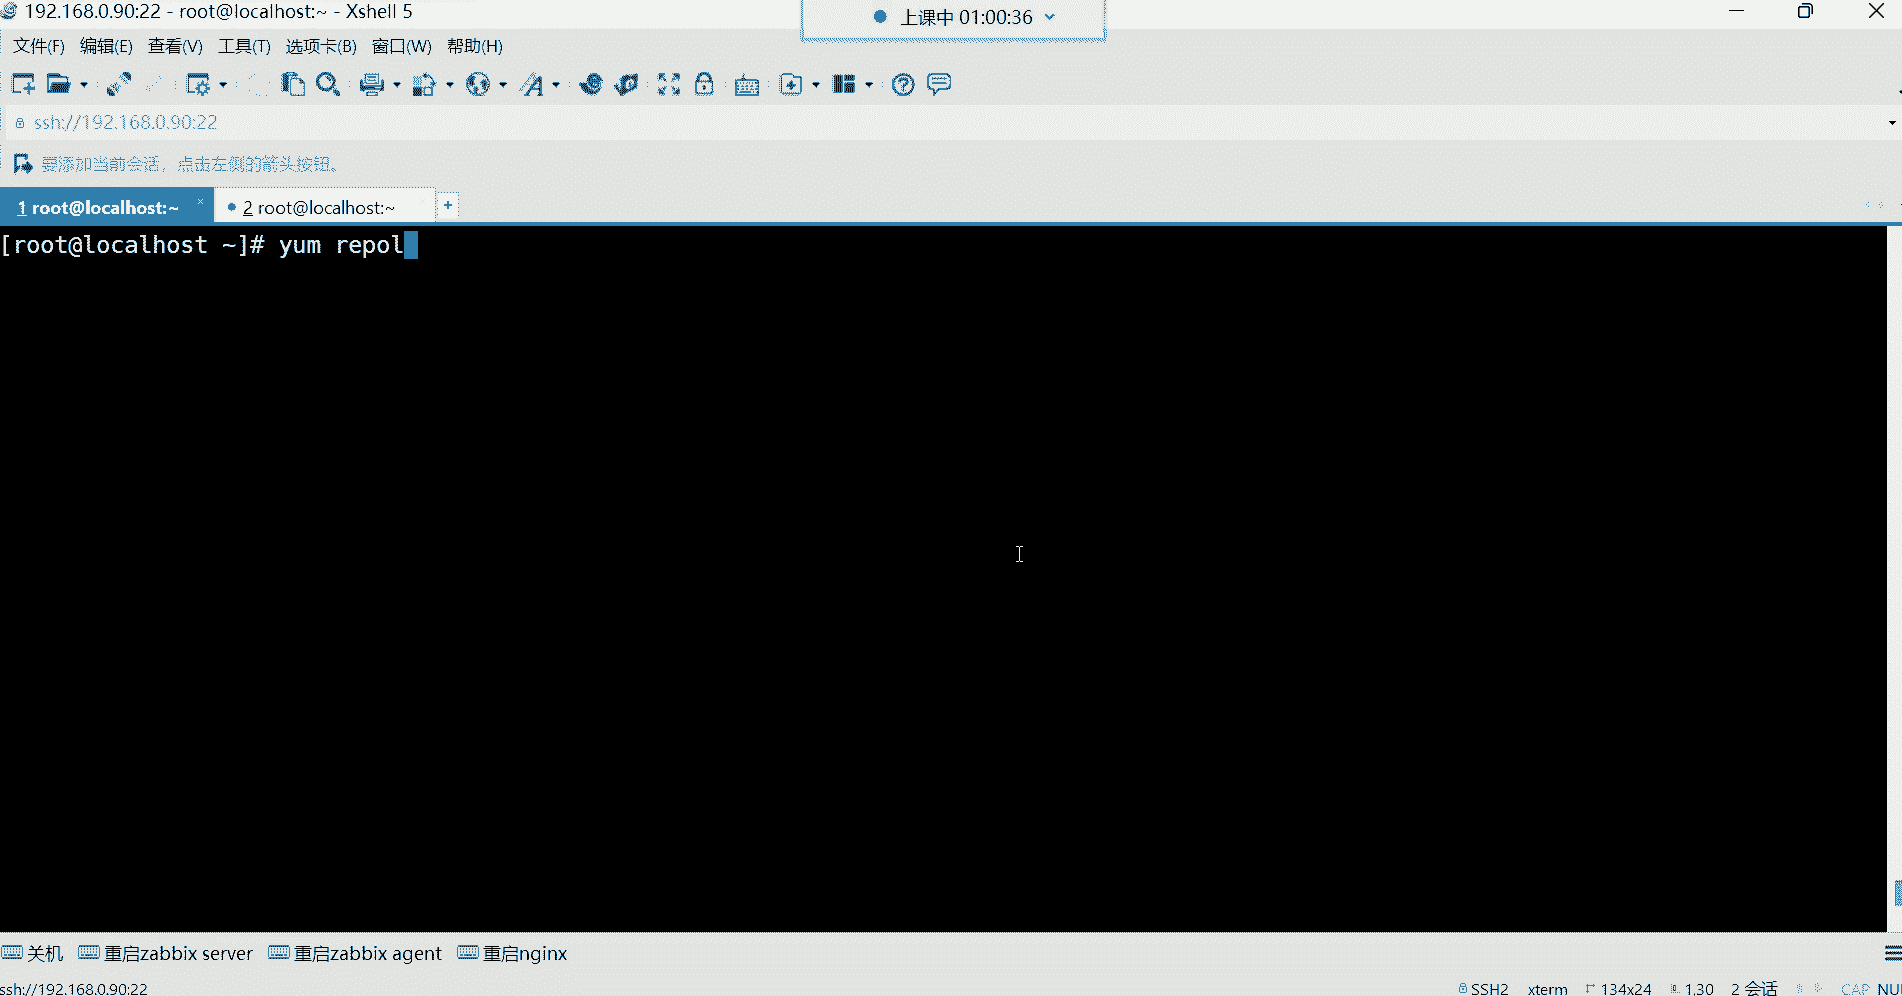 192.168.0.90:22 - root@localhost:~ - Xshell 5
上课中 01:00:36
文件(F) 编辑(E) 查看(V) 工具(T) 选项卡(B) 窗口(W) 帮助(H)
ssh://192.168.0.90:22
要添加当前会话，点击左侧的箭头按钮。
1 root@localhost:~ × 2 root@localhost:~ +
[root@localhost ~]# yum repol
关机 重启zabbix server 重启zabbix agent 重启nginx
ssh://192.168.0.90:22 SSH2 xterm 134x24 1,30 2 会话 CAP